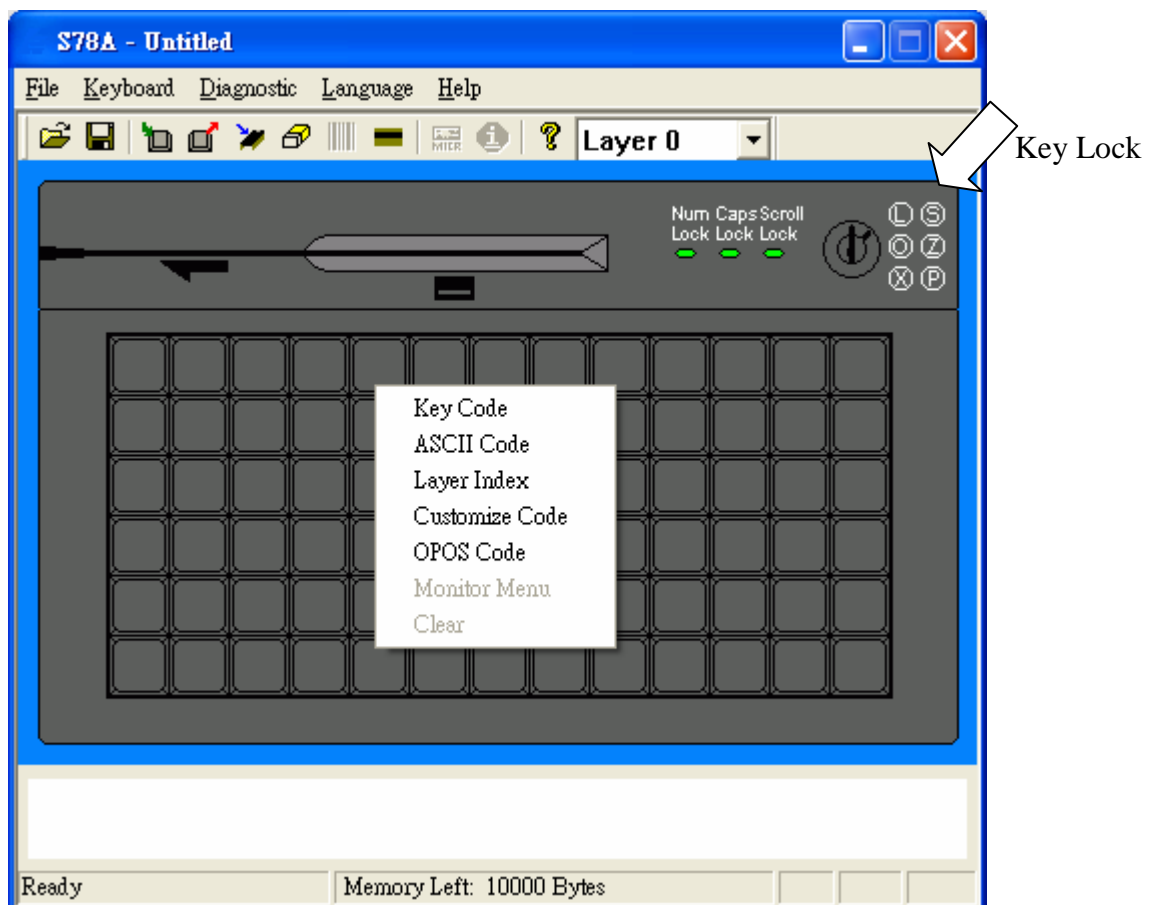 S78A - Untitled
File Keyboard Diagnostic Language Help
MICR Layer 0
Key Lock
Num Caps Scroll
Lock Lock Lock
L S
O Z
X P
Key Code
ASCII Code
Layer Index
Customize Code
OPOS Code
Monitor Menu
Clear
Ready Memory Left: 10000 Bytes